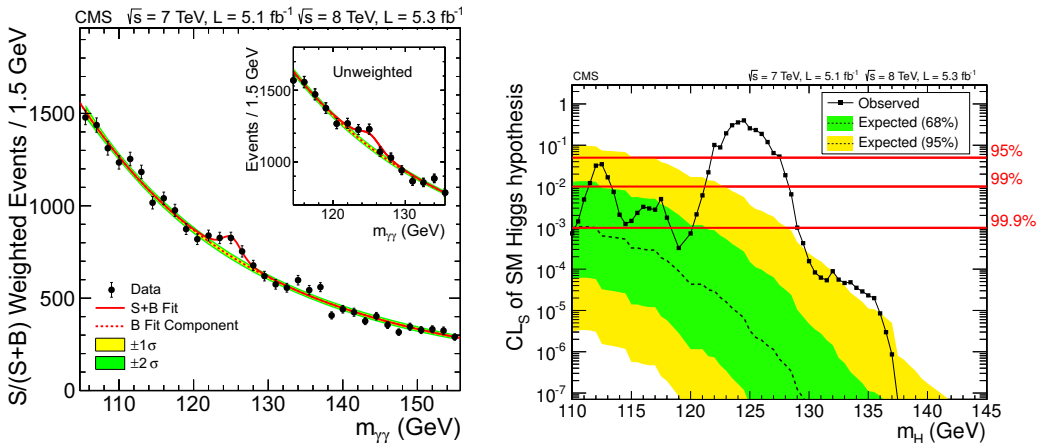 CMS √s = 7 TeV, L = 5.1 fb⁻¹ √s = 8 TeV, L = 5.3 fb⁻¹
S/(S+B) Weighted Events / 1.5 GeV
1500
1000
500
0
Unweighted
Events / 1.5 GeV
1500
1000
120 130
mγγ (GeV)
Data
S+B Fit
B Fit Component
±1σ
±2σ
110 120 130 140 150
mγγ (GeV)
CMS √s = 7 TeV, L = 5.1 fb⁻¹ √s = 8 TeV, L = 5.3 fb⁻¹
CLS of SM Higgs hypothesis
1
10⁻¹
10⁻²
10⁻³
10⁻⁴
10⁻⁵
10⁻⁶
10⁻⁷
Observed
Expected (68%)
Expected (95%)
95%
99%
99.9%
110 115 120 125 130 135 140 145
mH (GeV)